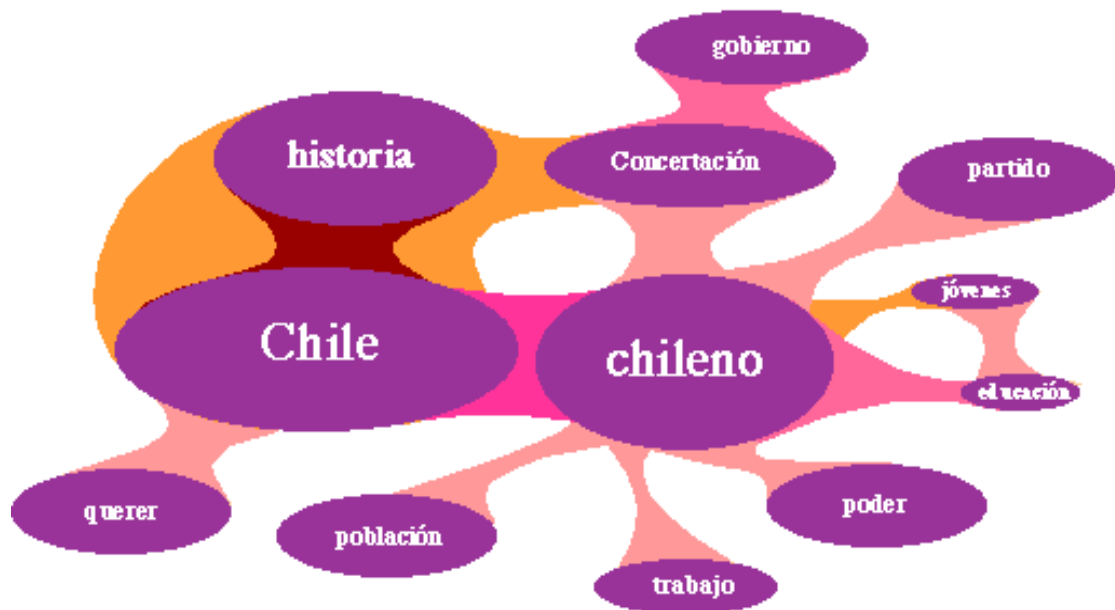 gobierno
historia
Concertación
partido
jóvenes
Chile
chileno
educación
querer
población
trabajo
poder